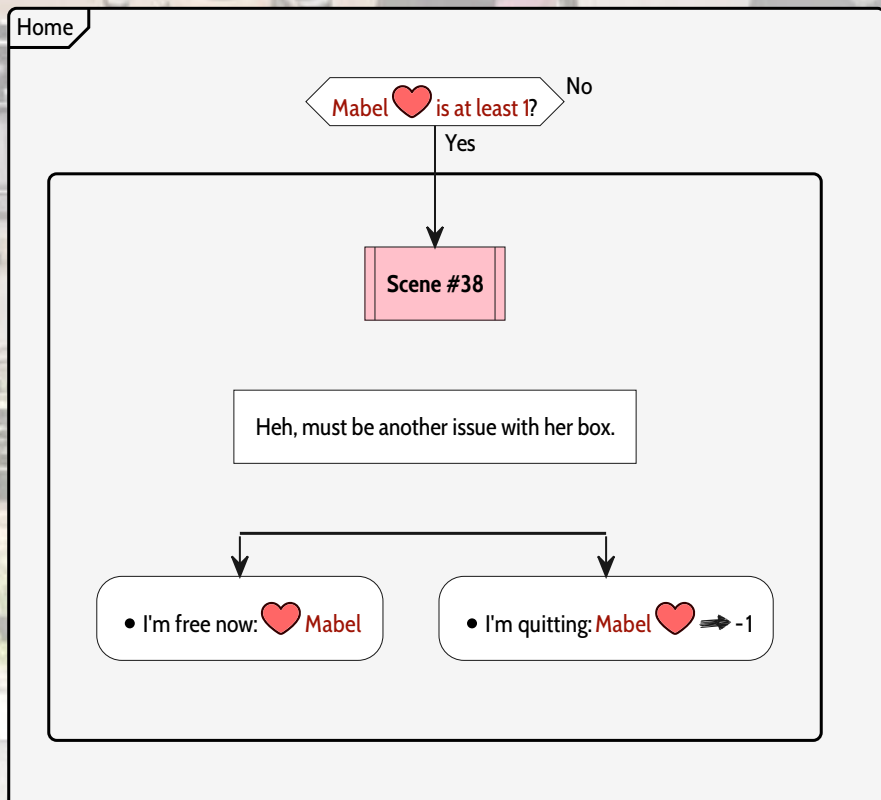 Home
Mabel is at least 1?
No
Yes
Scene #38
Heh, must be another issue with her box.
• I'm free now: Mabel
• I'm quitting: Mabel -1